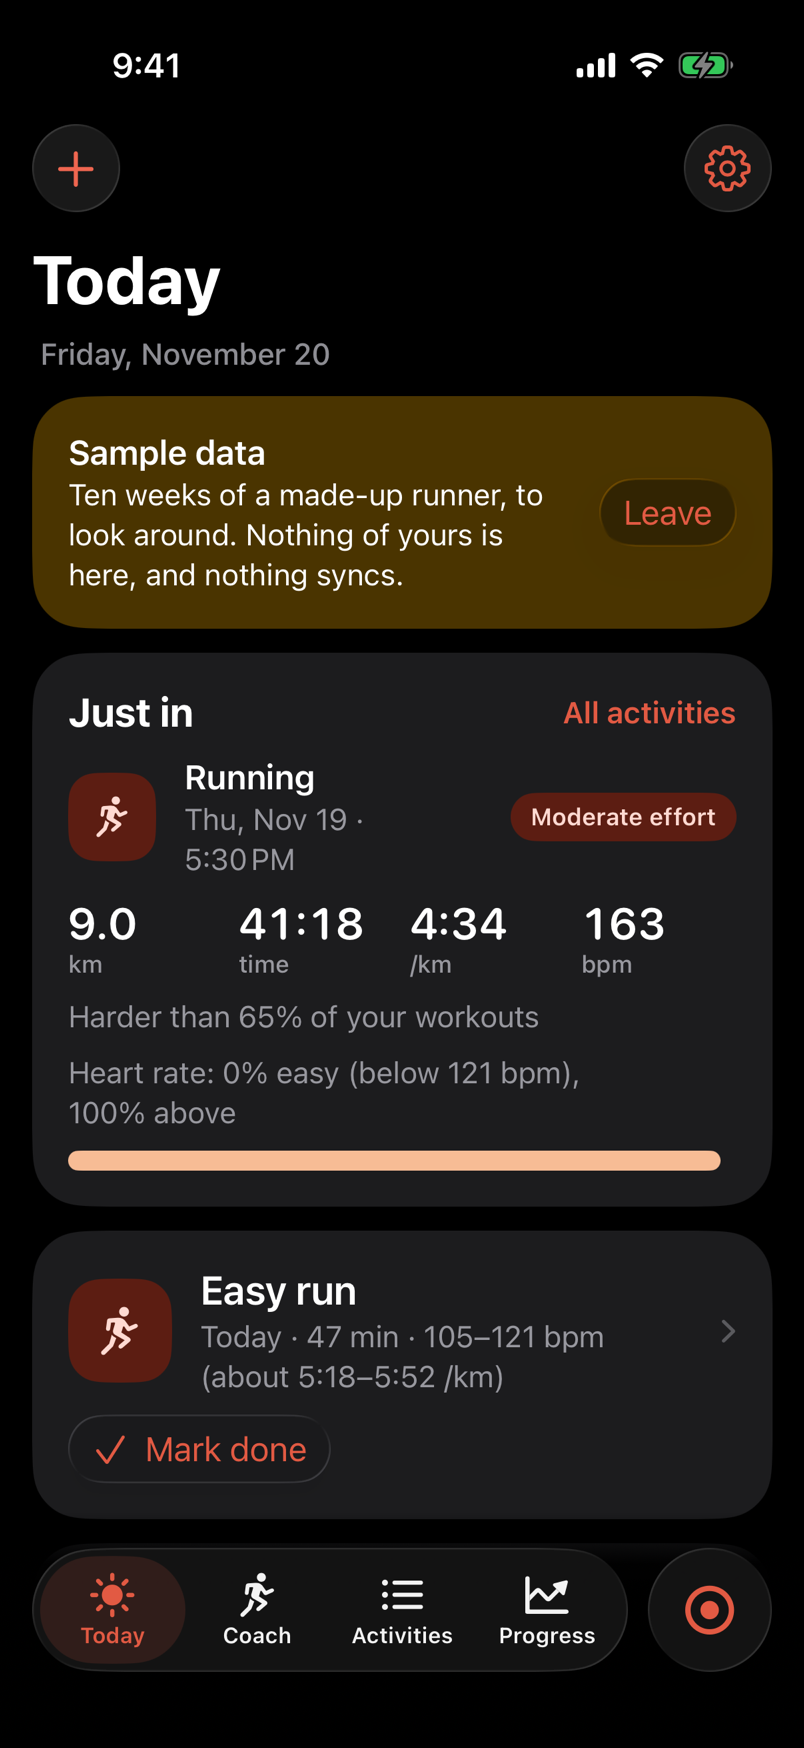 9:41
Today
Friday, November 20
Sample data
Ten weeks of a made-up runner, to
look around. Nothing of yours is
here, and nothing syncs.
Leave
Just in
All activities
Running
Thu, Nov 19 ·
5:30 PM
Moderate effort
9.0
41:18
4:34
163
km
time
/km
bpm
Harder than 65% of your workouts
Heart rate: 0% easy (below 121 bpm),
100% above
Easy run
Today · 47 min · 105–121 bpm
(about 5:18–5:52 /km)
Mark done
Today
Coach
Activities
Progress